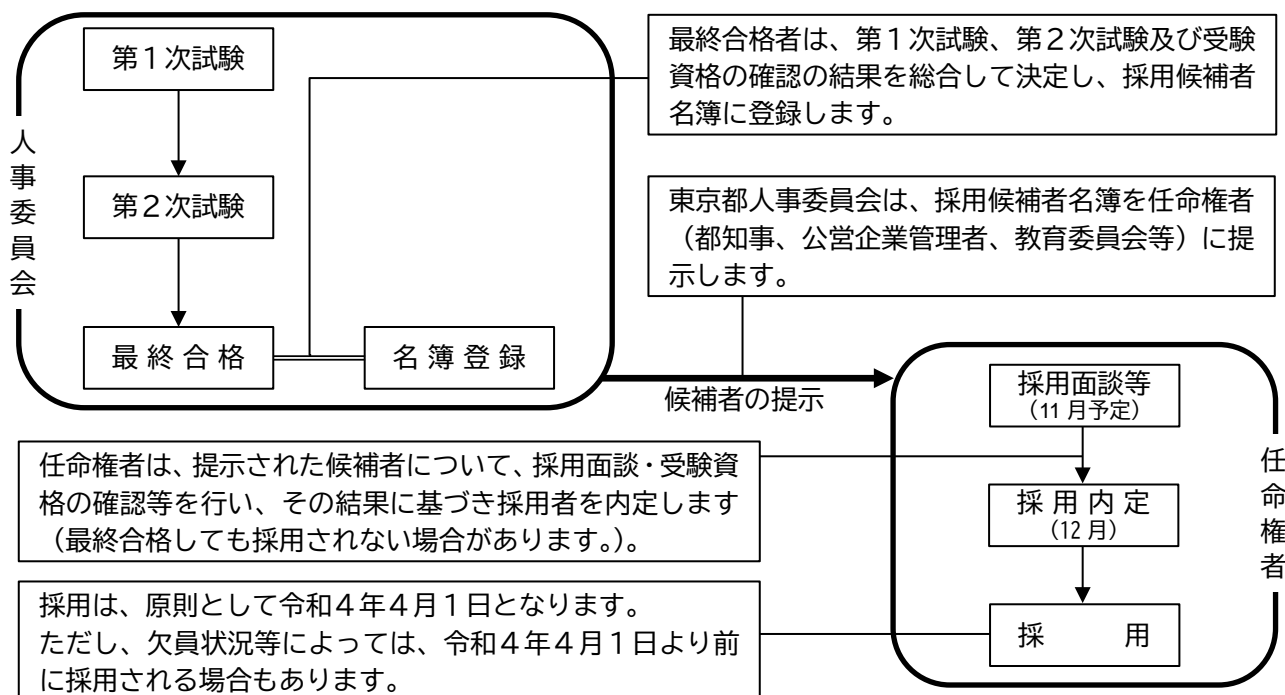 人事委員会
第１次試験
第２次試験
最終合格
名簿登録
最終合格者は、第１次試験、第２次試験及び受験
資格の確認の結果を総合して決定し、採用候補者
名簿に登録します。
東京都人事委員会は、採用候補者名簿を任命権者
（都知事、公営企業管理者、教育委員会等）に提
示します。
候補者の提示
任命権者
採用面談等
（11月予定）
採用内定
（12月）
採用
任命権者は、提示された候補者について、採用面談・受験資
格の確認等を行い、その結果に基づき採用者を内定します
（最終合格しても採用されない場合があります。）。
採用は、原則として令和４年４月１日となります。
ただし、欠員状況等によっては、令和４年４月１日より前
に採用される場合もあります。